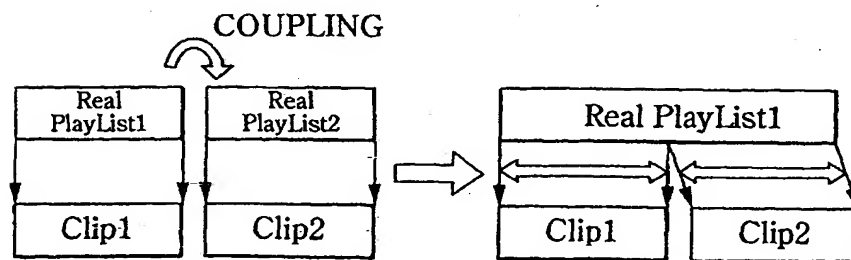 COUPLING
Real
PlayList1
Real
PlayList2
Real PlayList1
Clip1
Clip2
Clip1
Clip2